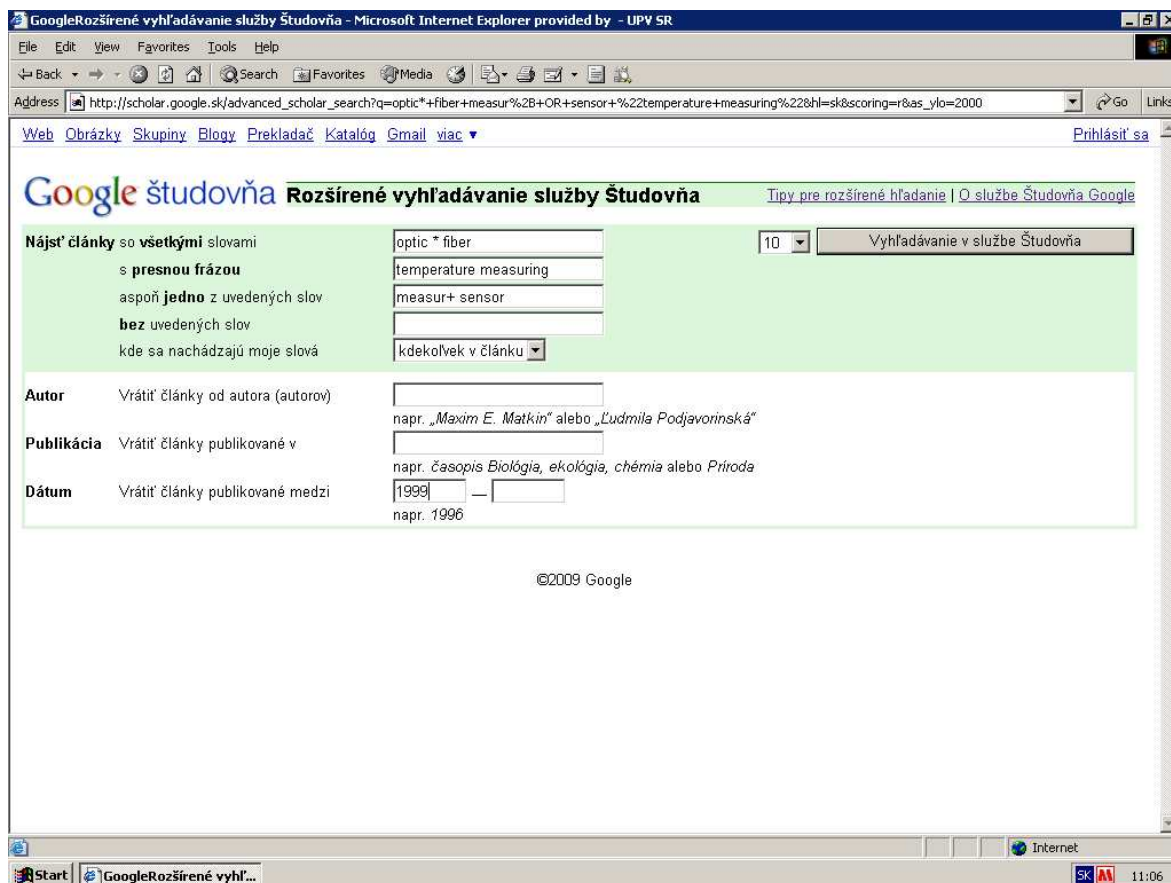 GoogleRozšírené vyhľadávanie služby Študovňa - Microsoft Internet Explorer provided by - UPV SR
File Edit View Favorites Tools Help
Back Search Favorites Media
Address http://scholar.google.sk/advanced_scholar_search?q=optic*+fiber+measur%2B+OR+sensor+%22temperature+measuring%22&hl=sk&scoring=r&as_ylo=2000 Go Links
Web Obrázky Skupiny Blogy Prekladač Katalóg Gmail viac ▼ Prihlásiť sa
Google študovňa Rozšírené vyhľadávanie služby Študovňa Tipy pre rozšírené hľadanie | O službe Študovňa Google
Nájsť články so všetkými slovami optic * fiber 10 Vyhľadávanie v službe Študovňa
s presnou frázou temperature measuring
aspoň jedno z uvedených slov measur+ sensor
bez uvedených slov
kde sa nachádzajú moje slová kdekoľvek v článku
Autor Vrátiť články od autora (autorov)
napr. „Maxim E. Matkin“ alebo „Ľudmila Podjavorinská“
Publikácia Vrátiť články publikované v
napr. časopis Biológia, ekológia, chémia alebo Príroda
Dátum Vrátiť články publikované medzi 1999 —
napr. 1996
©2009 Google
Internet
Start GoogleRozšírené vyhľ... SK 11:06